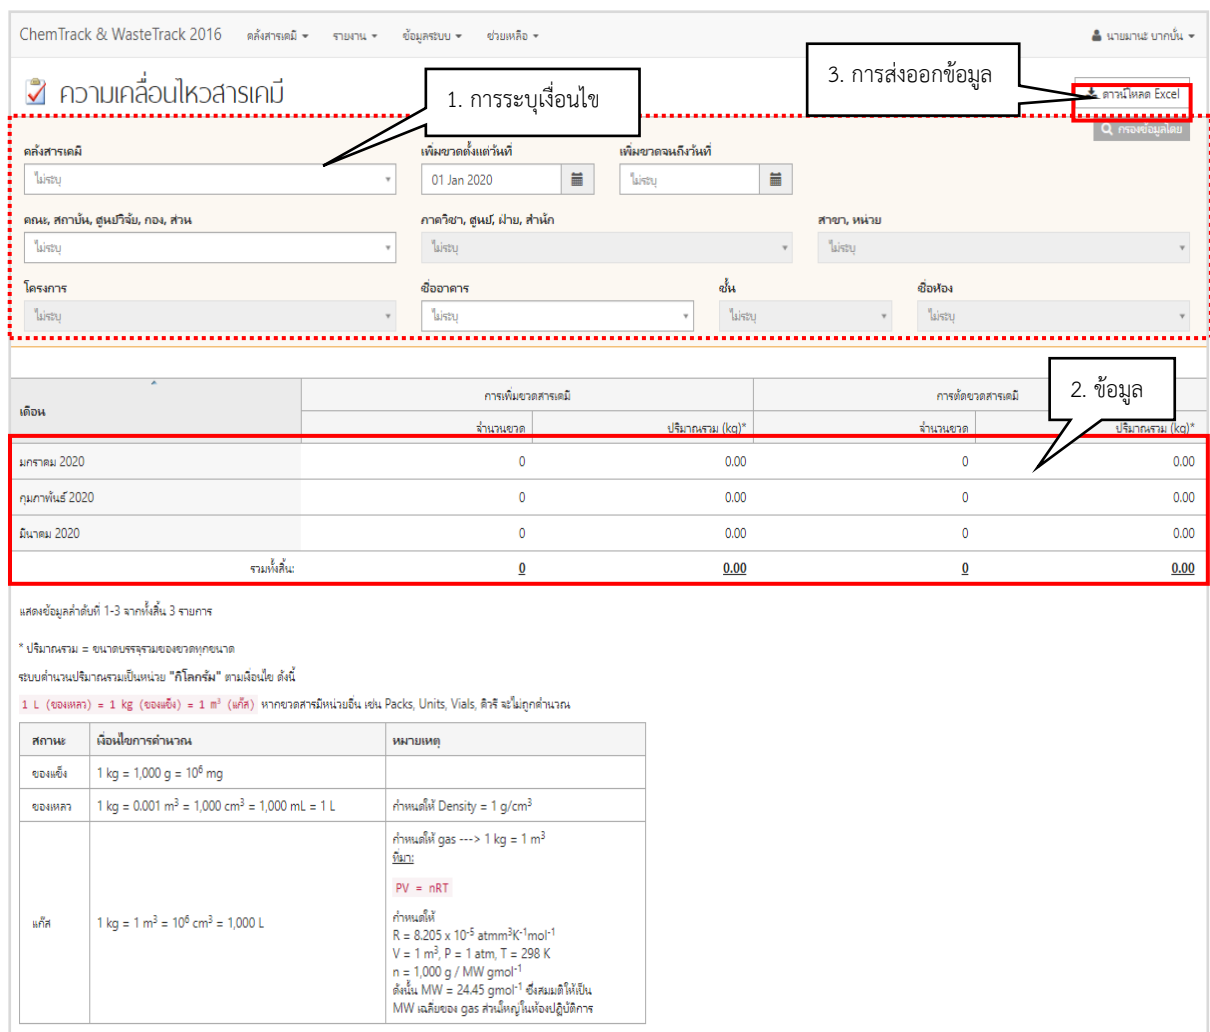 ChemTrack & WasteTrack 2016 คลังสารเคมี รายงาน ข้อมูลระบบ ช่วยเหลือ นายมานะ บากบั่น
ความเคลื่อนไหวสารเคมี
1. การระบุเงื่อนไข
3. การส่งออกข้อมูล
ดาวน์โหลด Excel
กรองข้อมูลโดย
คลังสารเคมี เพิ่มขวดตั้งแต่วันที่ เพิ่มขวดจนถึงวันที่
ไม่ระบุ 01 Jan 2020 ไม่ระบุ
คณะ, สถาบัน, ศูนย์วิจัย, กอง, ส่วน ภาควิชา, ศูนย์, ฝ่าย, สำนัก สาขา, หน่วย
ไม่ระบุ ไม่ระบุ ไม่ระบุ
โครงการ ชื่ออาคาร ชั้น ชื่อห้อง
ไม่ระบุ ไม่ระบุ ไม่ระบุ ไม่ระบุ
2. ข้อมูล
เดือน การเพิ่มขวดสารเคมี การตัดขวดสารเคมี
จำนวนขวด ปริมาณรวม (kg)* จำนวนขวด ปริมาณรวม (kg)*
มกราคม 2020 0 0.00 0 0.00
กุมภาพันธ์ 2020 0 0.00 0 0.00
มีนาคม 2020 0 0.00 0 0.00
รวมทั้งสิ้น: 0 0.00 0 0.00
แสดงข้อมูลลำดับที่ 1-3 จากทั้งสิ้น 3 รายการ
* ปริมาณรวม = ขนาดบรรจุรวมของขวดทุกขนาด
ระบบคำนวนปริมาณรวมเป็นหน่วย "กิโลกรัม" ตามเงื่อนไข ดังนี้
1 L (ของเหลว) = 1 kg (ของแข็ง) = 1 m³ (แก๊ส) หากขวดสารมีหน่วยอื่น เช่น Packs, Units, Vials, คิวรี จะไม่ถูกคำนวณ
สถานะ เงื่อนไขการคำนวณ หมายเหตุ
ของแข็ง 1 kg = 1,000 g = 10⁶ mg
ของเหลว 1 kg = 0.001 m³ = 1,000 cm³ = 1,000 mL = 1 L กำหนดให้ Density = 1 g/cm³
แก๊ส 1 kg = 1 m³ = 10⁶ cm³ = 1,000 L
กำหนดให้ gas ---> 1 kg = 1 m³
ที่มา:
PV = nRT
กำหนดให้
R = 8.205 x 10⁻⁵ atmm³K⁻¹mol⁻¹
V = 1 m³, P = 1 atm, T = 298 K
n = 1,000 g / MW gmol⁻¹
ดังนั้น MW = 24.45 gmol⁻¹ ซึ่งสมมติให้เป็น
MW เฉลี่ยของ gas ส่วนใหญ่ในห้องปฏิบัติการ